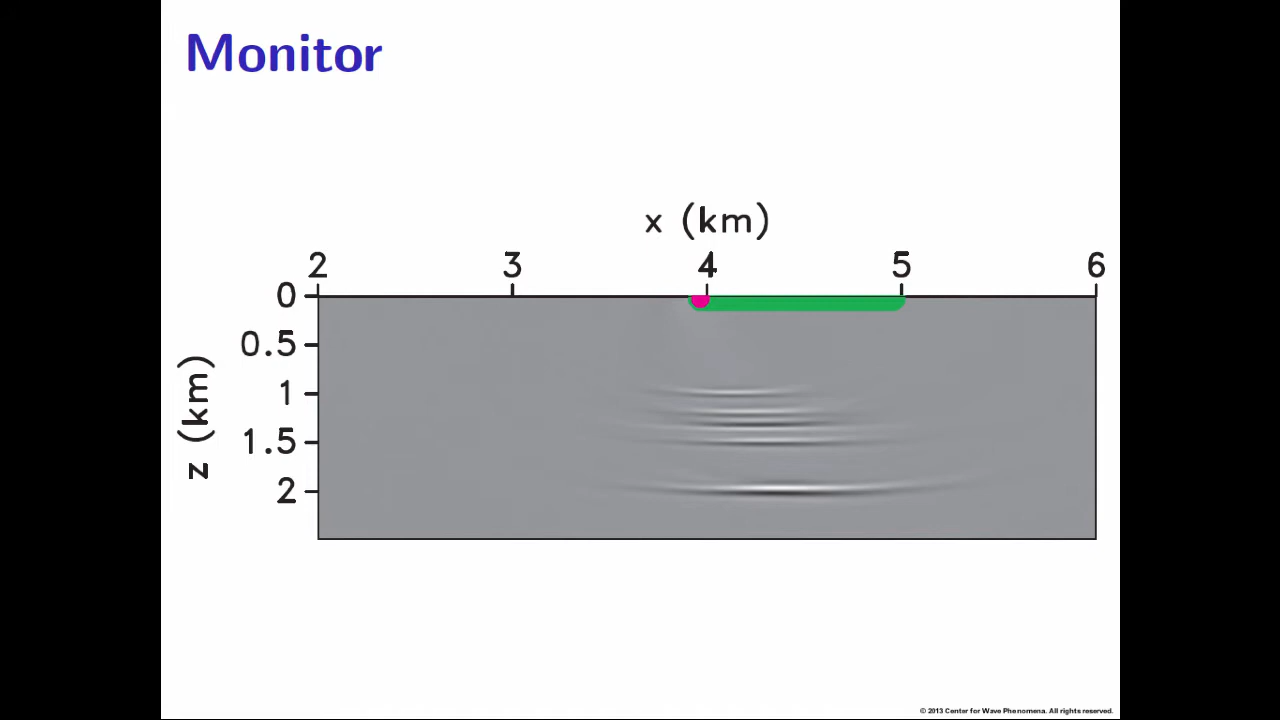 Monitor
x (km)
2 3 4 5 6
0
0.5
1
1.5
2
z (km)
© 2013 Center for Wave Phenomena. All rights reserved.